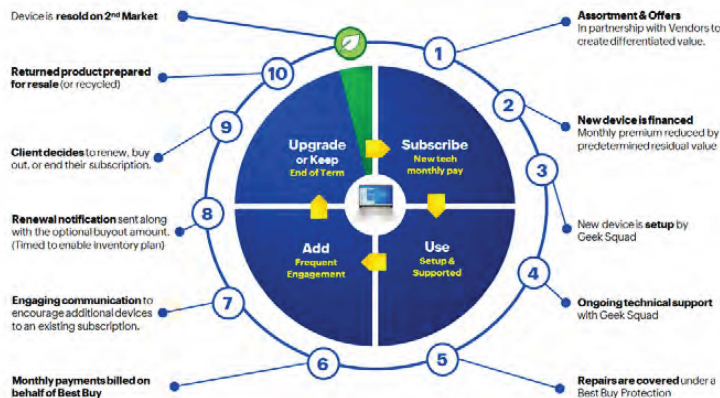 Device is resold on 2nd Market
Returned product prepared
for resale (or recycled)
Client decides to renew, buy
out, or end their subscription.
Renewal notification sent along
with the optional buyout amount.
(Timed to enable inventory plan)
Engaging communication to
encourage additional devices
to an existing subscription.
Monthly payments billed on
behalf of Best Buy
1
2
3
4
5
6
7
8
9
10
Upgrade
or Keep
End of Term
Subscribe
New tech
monthly pay
Add
Frequent
Engagement
Use
Setup &
Supported
Assortment & Offers
In partnership with Vendors to
create differentiated value.
New device is financed
Monthly premium reduced by
predetermined residual value
New device is setup by
Geek Squad
Ongoing technical support
with Geek Squad
Repairs are covered under a
Best Buy Protection